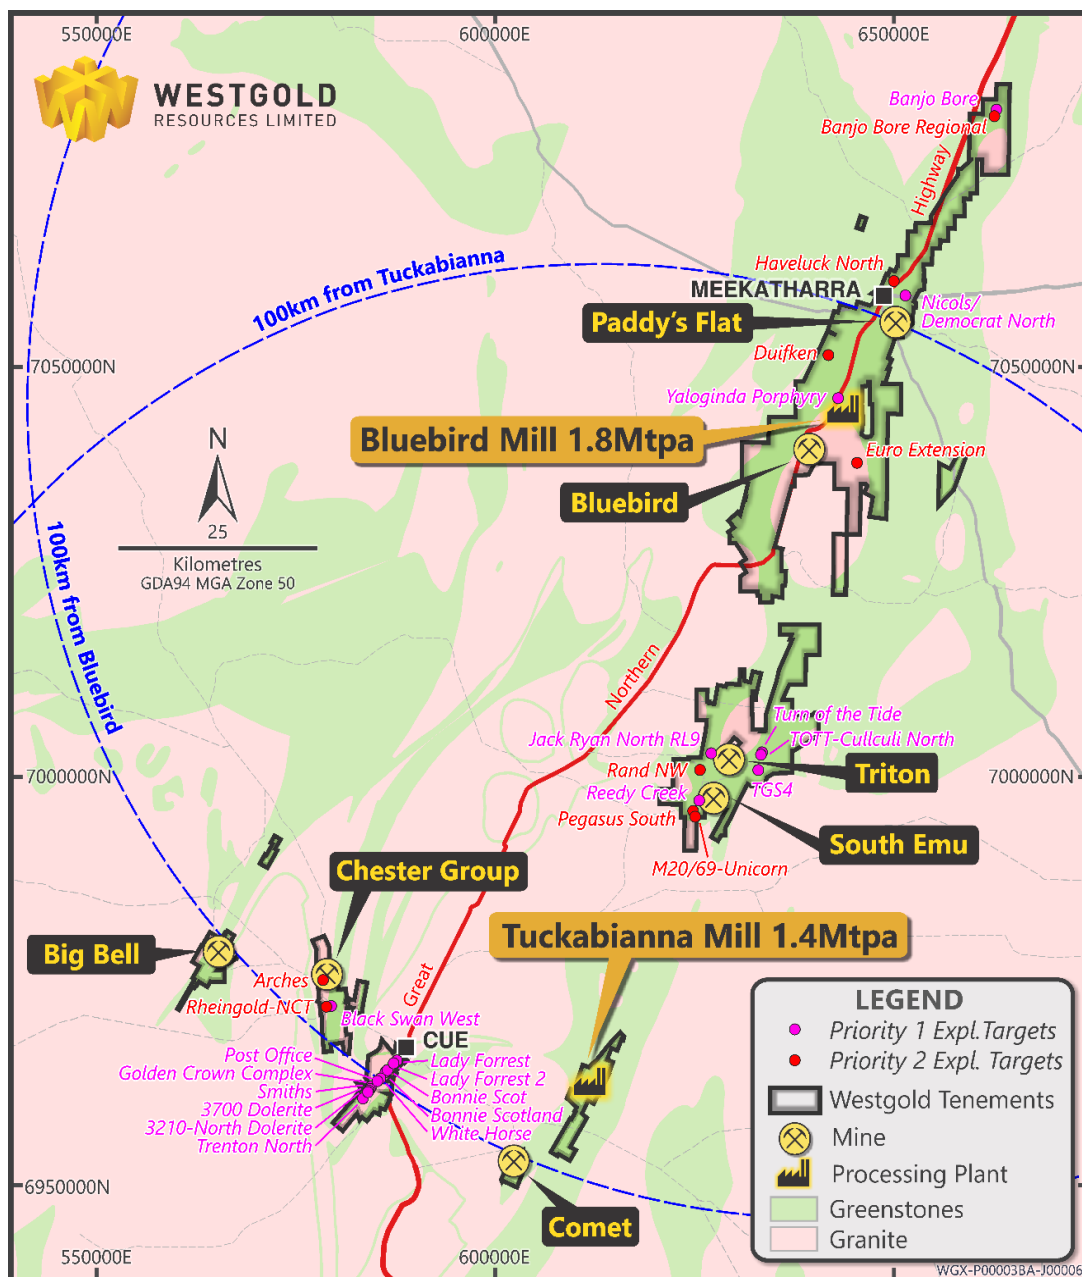 550000E
600000E
650000E
WESTGOLD
RESOURCES LIMITED
Banjo Bore
Banjo Bore Regional
Highway
100km from Tuckabianna
Haveluck North
MEEKATHARRA
Nicols/
Democrat North
Paddy's Flat
Duifken
7050000N
7050000N
Yaloginda Porphyry
Bluebird Mill 1.8Mtpa
Euro Extension
N
Bluebird
25
Kilometres
GDA94 MGA Zone 50
100km from Bluebird
Northern
Turn of the Tide
Jack Ryan North RL9
TOTT-Cullculi North
Rand NW
Triton
7000000N
7000000N
Reedy Creek
TGS4
Pegasus South
South Emu
M20/69-Unicorn
Chester Group
Tuckabianna Mill 1.4Mtpa
Big Bell
Arches
Great
Rheingold-NCT
Black Swan West
CUE
Post Office
Golden Crown Complex
Smiths
3700 Dolerite
3210-North Dolerite
Trenton North
Lady Forrest
Lady Forrest 2
Bonnie Scot
Bonnie Scotland
White Horse
6950000N
Comet
LEGEND
Priority 1 Expl.Targets
Priority 2 Expl. Targets
Westgold Tenements
Mine
Processing Plant
Greenstones
Granite
550000E
600000E
WGX-P00003BA-J00006